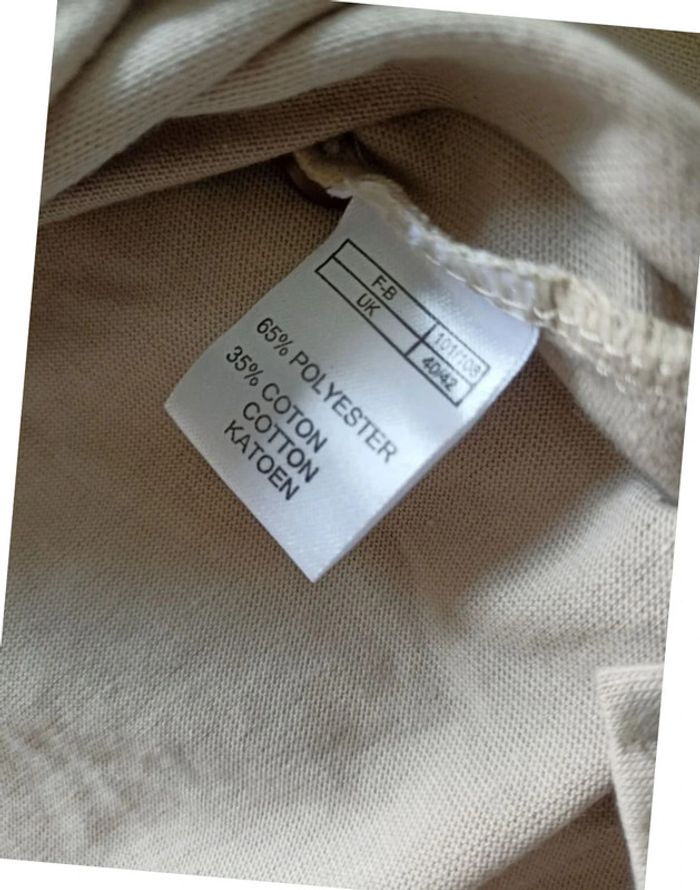 F-B 101/108
UK 40/42
65% POLYESTER
35% COTON
COTTON
KATOEN